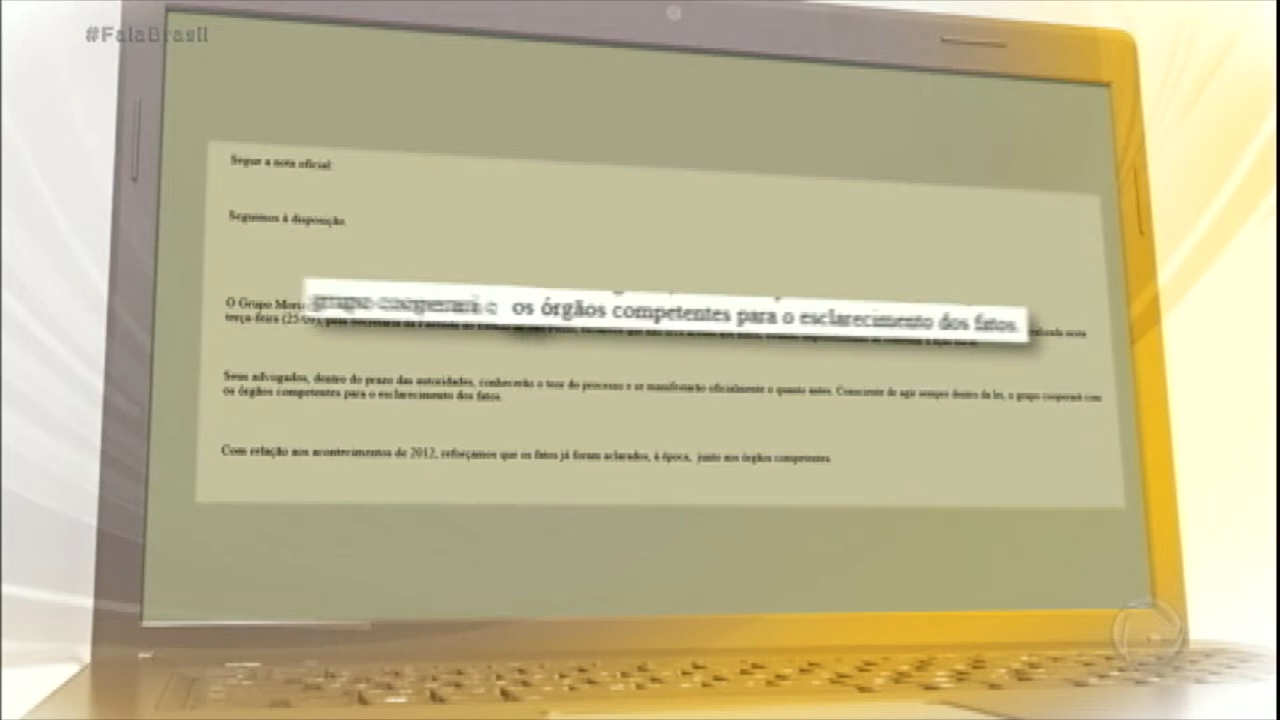 #FalaBrasil
Segue a nota oficial:
Seguimos à disposição.
os órgãos competentes para o esclarecimento dos fatos.
O Grupo
terça-feira
Seus advogados, dentro do prazo das autoridades, conhecerão o teor do processo e se manifestarão oficialmente o quanto antes. Consciente de agir sempre dentro da lei, o grupo cooperará com
os órgãos competentes para o esclarecimento dos fatos.
Com relação aos acontecimentos de 2012, reforçamos que os fatos já foram aclarados, à época, junto aos órgãos competentes.